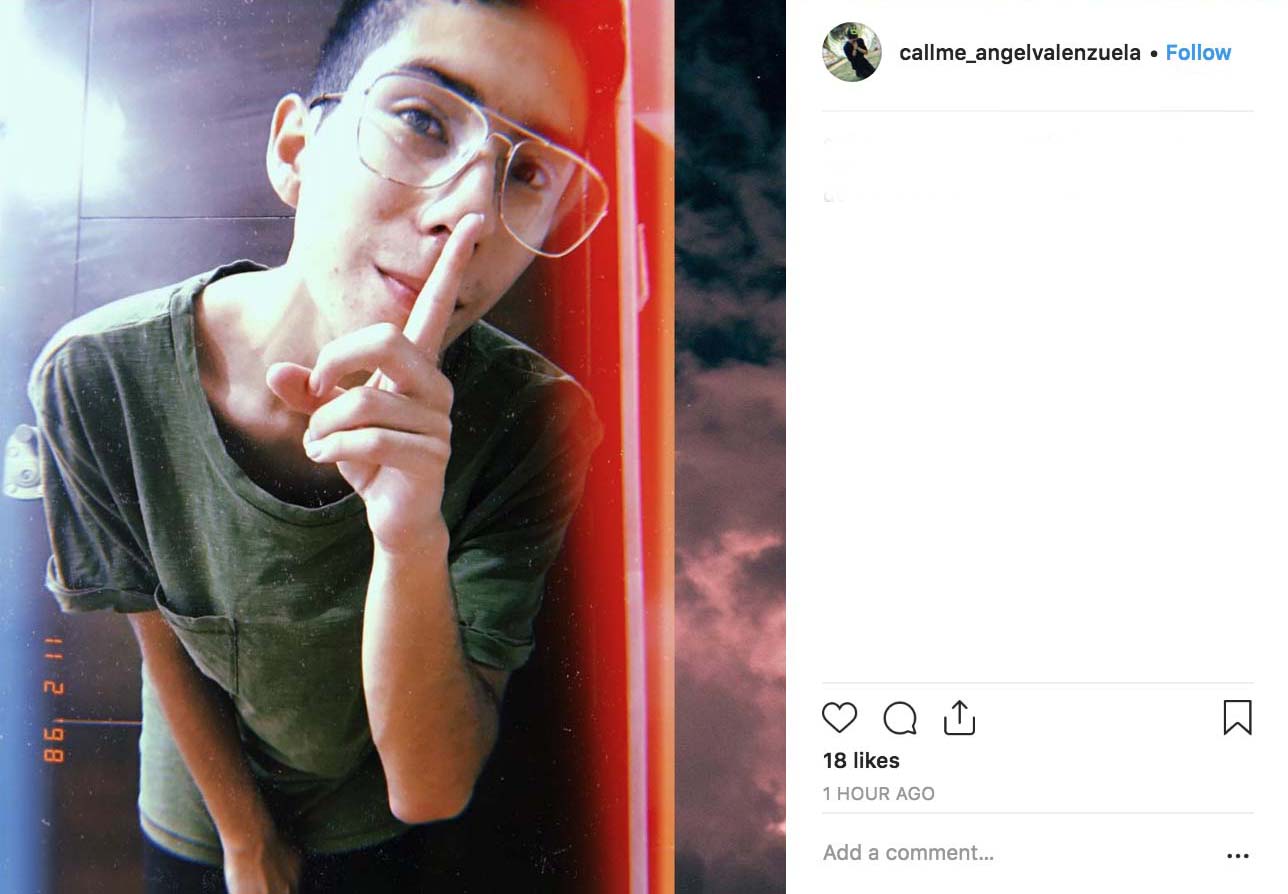 callme_angelvalenzuela • Follow
18 likes
1 HOUR AGO
Add a comment...
11 2 '98